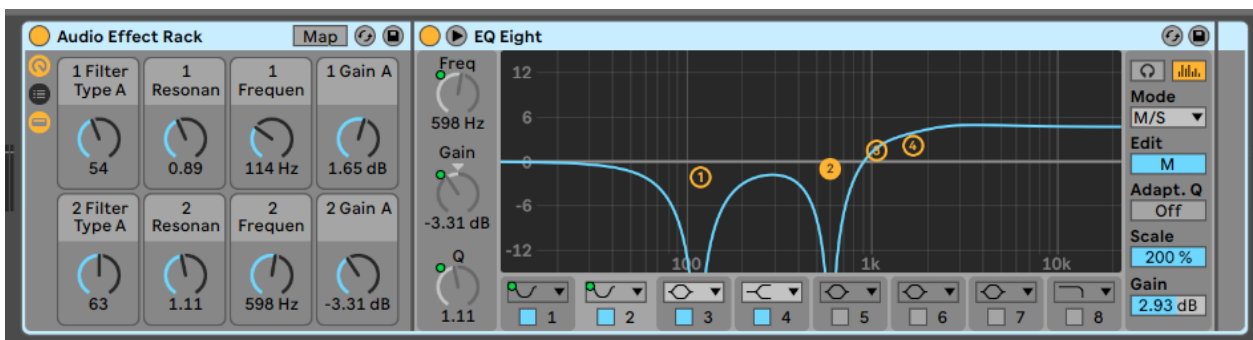 Audio Effect Rack
Map
1 Filter
Type A
54
1
Resonan
0.89
1
Frequen
114 Hz
1 Gain A
1.65 dB
2 Filter
Type A
63
2
Resonan
1.11
2
Frequen
598 Hz
2 Gain A
-3.31 dB
EQ Eight
Freq
598 Hz
Gain
-3.31 dB
Q
1.11
12
6
0
-6
-12
100
1k
10k
1
2
3
4
1
2
3
4
5
6
7
8
Mode
M/S
Edit
M
Adapt. Q
Off
Scale
200 %
Gain
2.93 dB